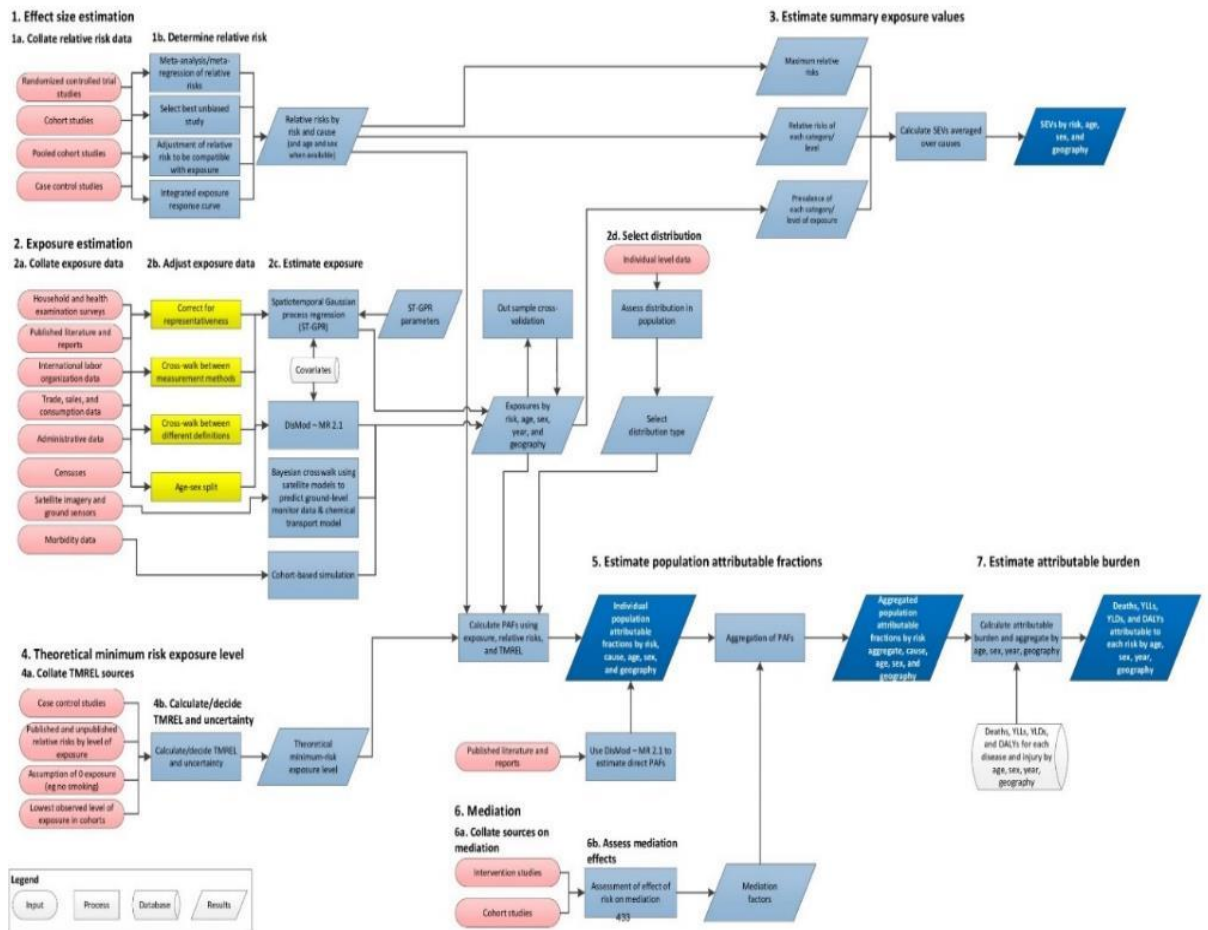 1. Effect size estimation
1a. Collate relative risk data
Randomized controlled trial
studies
Cohort studies
Pooled cohort studies
Case control studies
1b. Determine relative risk
Meta-analysis/meta-
regression of relative
risks
Select best unbiased
study
Adjustment of relative
risk to be compatible
with exposure
Integrated exposure
response curve
Relative risks by
risk and cause
(and age and sex
when available)
3. Estimate summary exposure values
Maximum relative
risks
Relative risks of
each category/
level
Prevalence of
each category/
level of exposure
Calculate SEVs averaged
over causes
SEVs by risk, age,
sex, and
geography
2. Exposure estimation
2a. Collate exposure data
Household and health
examination surveys
Published literature and
reports
International labor
organization data
Trade, sales, and
consumption data
Administrative data
Censuses
Satellite imagery and
ground sensors
Morbidity data
2b. Adjust exposure data
Correct for
representativeness
Cross-walk between
measurement methods
Cross-walk between
different definitions
Age-sex split
2c. Estimate exposure
Spatiotemporal Gaussian
process regression
(ST-GPR)
ST-GPR
parameters
Covariates
DisMod – MR 2.1
Bayesian crosswalk using
satellite models to
predict ground-level
monitor data & chemical
transport model
Cohort-based simulation
Out sample cross-
validation
Exposures by
risk, age, sex,
year, and
geography
2d. Select distribution
Individual level data
Assess distribution in
population
Select
distribution type
4. Theoretical minimum risk exposure level
4a. Collate TMREL sources
Case control studies
Published and unpublished
relative risks by level of
exposure
Assumption of 0 exposure
(eg no smoking)
Lowest observed level of
exposure in cohorts
4b. Calculate/decide
TMREL and uncertainty
Calculate/decide TMREL
and uncertainty
Theoretical
minimum-risk
exposure level
5. Estimate population attributable fractions
Calculate PAFs using
exposure, relative risks,
and TMREL
Individual
population
attributable
fractions by risk,
cause, age, sex,
and geography
Aggregation of PAFs
Aggregated
population
attributable
fractions by risk
aggregate, cause,
age, sex, and
geography
Published literature and
reports
Use DisMod – MR 2.1 to
estimate direct PAFs
7. Estimate attributable burden
Calculate attributable
burden and aggregate by
age, sex, year, geography
Deaths, YLLs,
YLDs, and DALYs
attributable to
each risk by age,
sex, year,
geography
Deaths, YLLs, YLDs,
and DALYs for each
disease and injury by
age, sex, year,
geography
6. Mediation
6a. Collate sources on
mediation
Intervention studies
Cohort studies
6b. Assess mediation
effects
Assessment of effect of
risk on mediation
433
Mediation
factors
Legend
Input
Process
Database
Results